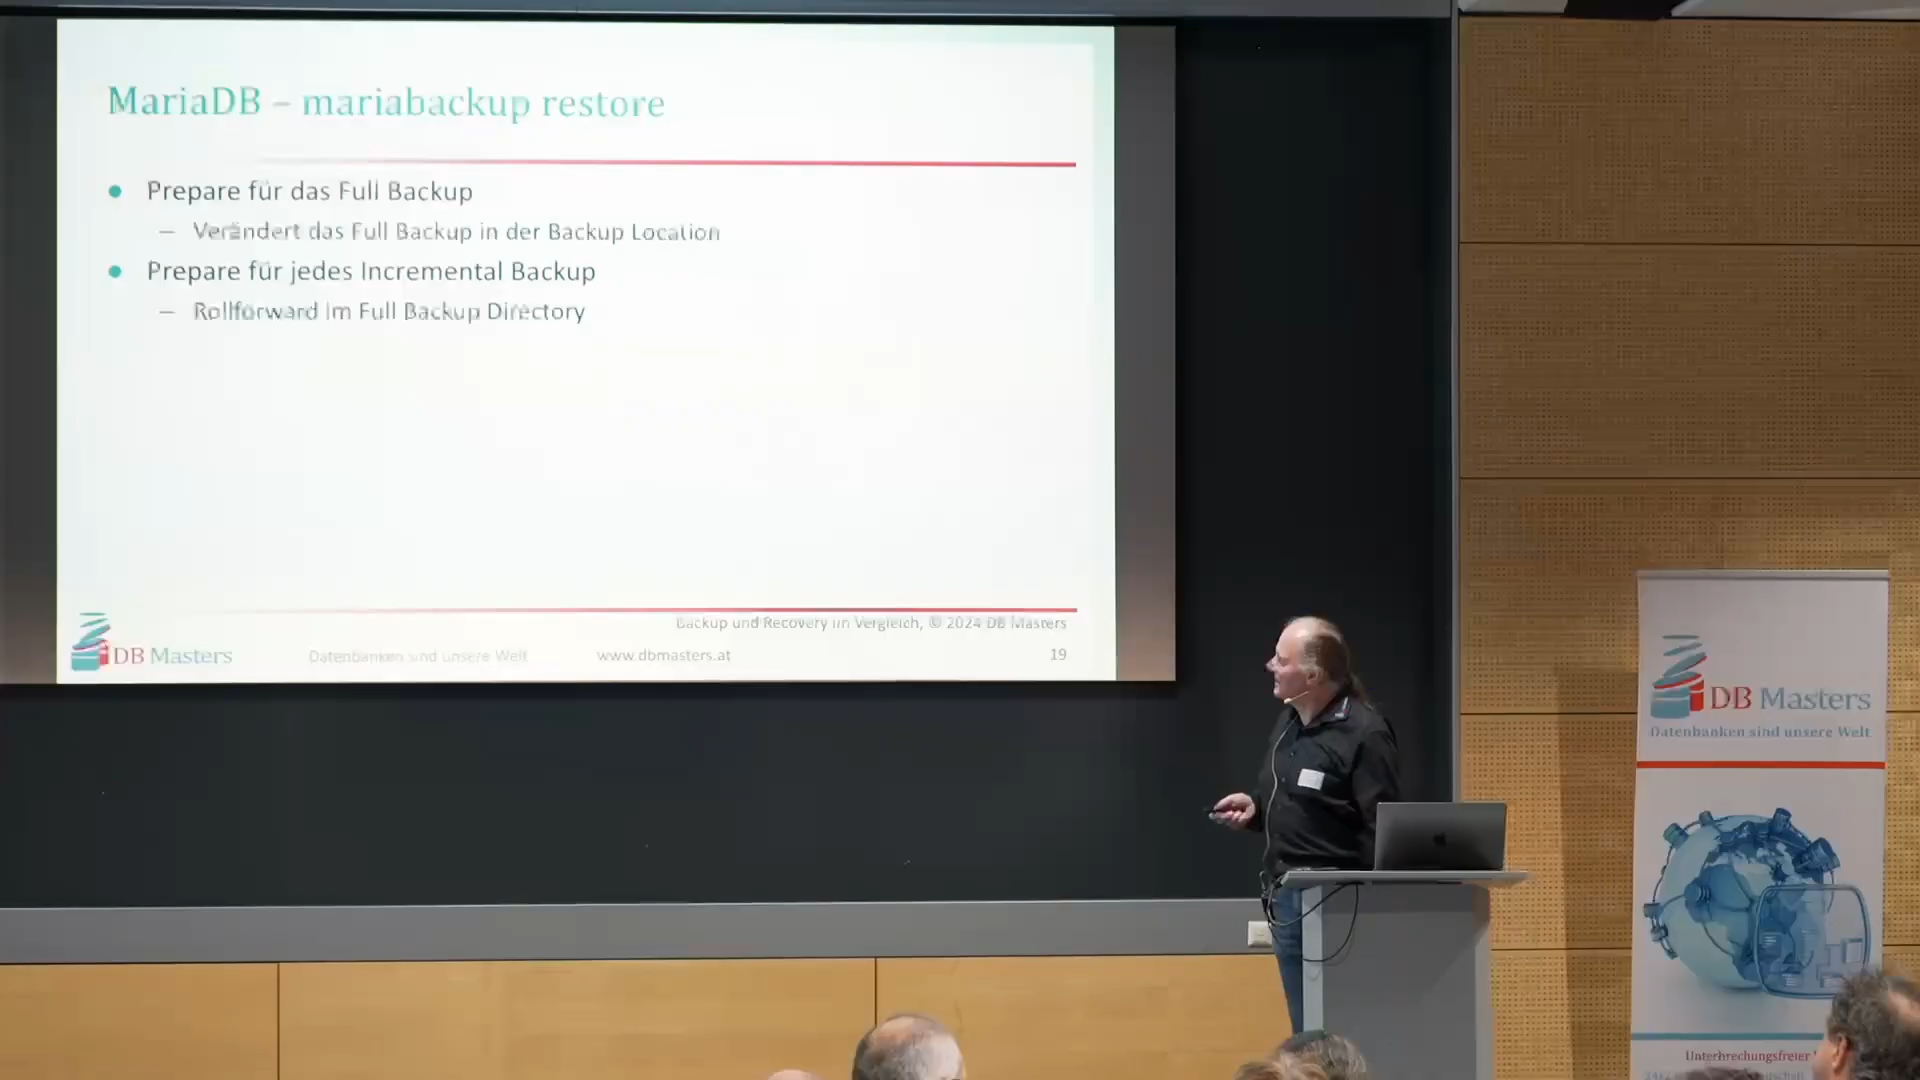 MariaDB – mariabackup restore
● Prepare für das Full Backup
– Verändert das Full Backup in der Backup Location
● Prepare für jedes Incremental Backup
– Rollforward im Full Backup Directory
Backup und Recovery im Vergleich, © 2024 DB Masters
DB Masters
Datenbanken sind unsere Welt
www.dbmasters.at
19
DB Masters
Datenbanken sind unsere Welt
Unterbrechungsfreier